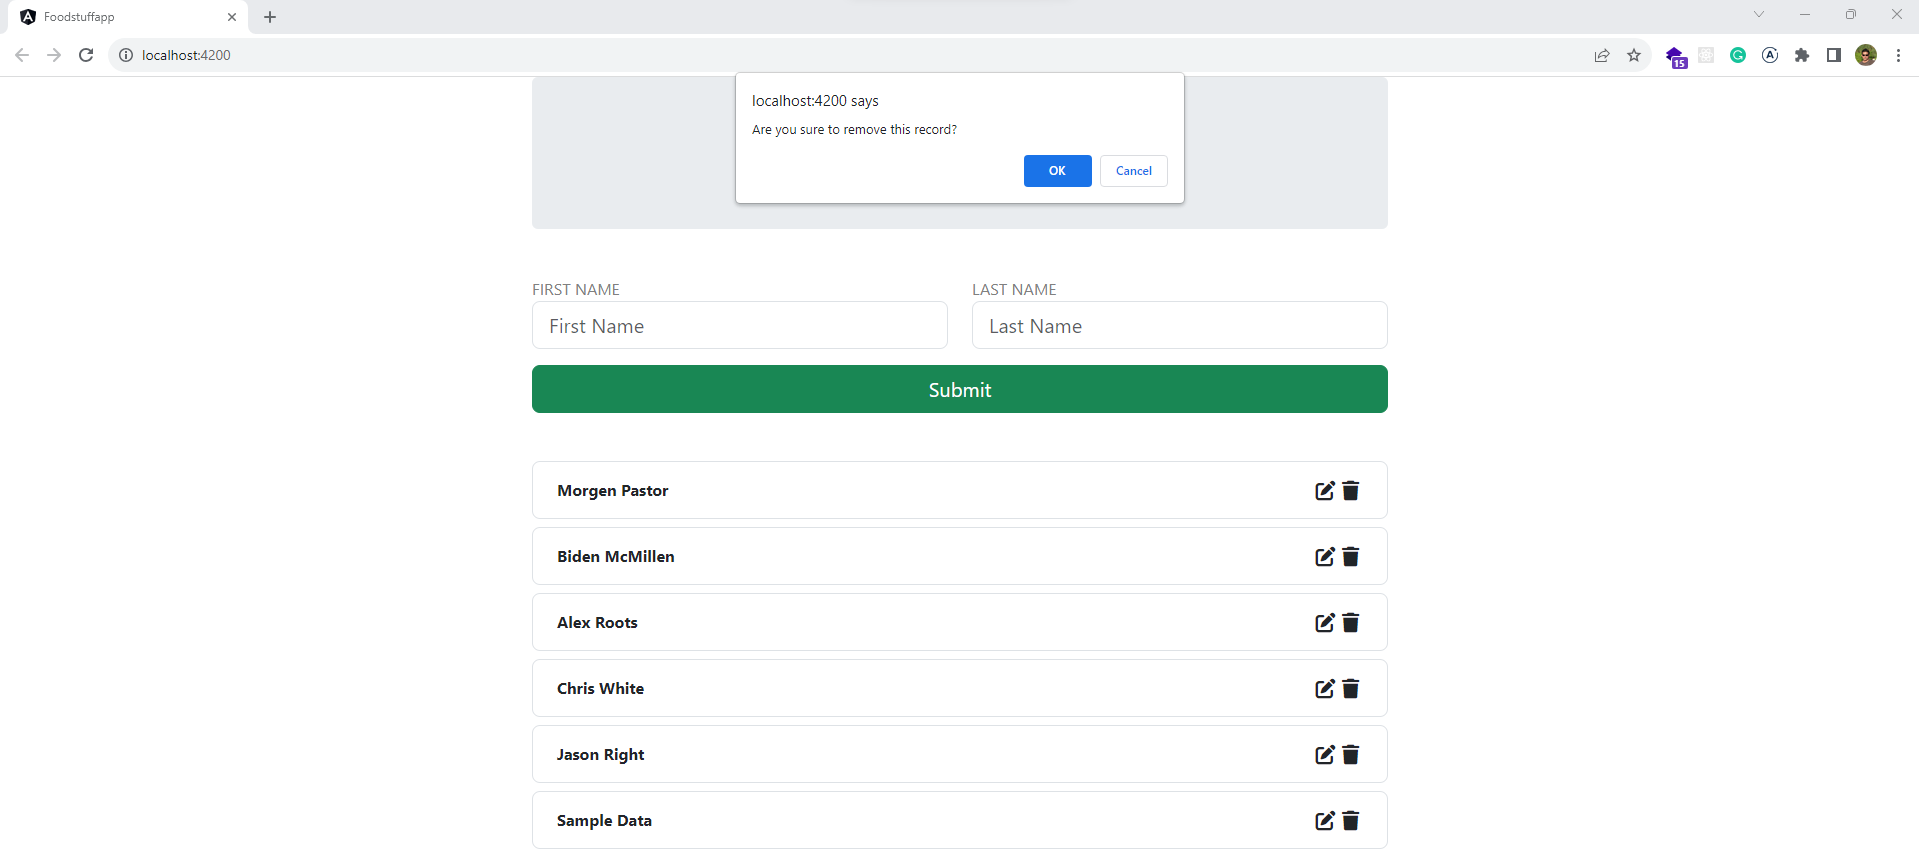 Foodstuffapp
localhost:4200
15
localhost:4200 says
Are you sure to remove this record?
OK Cancel
FIRST NAME LAST NAME
First Name Last Name
Submit
Morgen Pastor
Biden McMillen
Alex Roots
Chris White
Jason Right
Sample Data